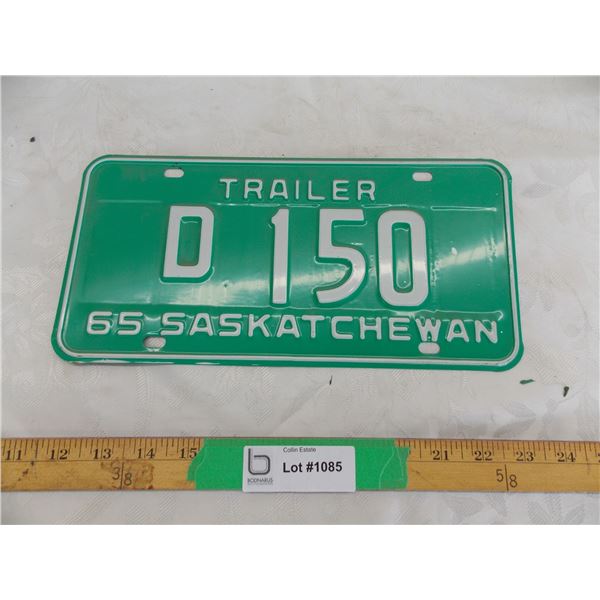 TRAILER
D 150
65 SASKATCHEWAN
Collin Estate
Lot #1085
BODNARUS
11 12 13 14 15 21 22 23 24
3/8 5/8